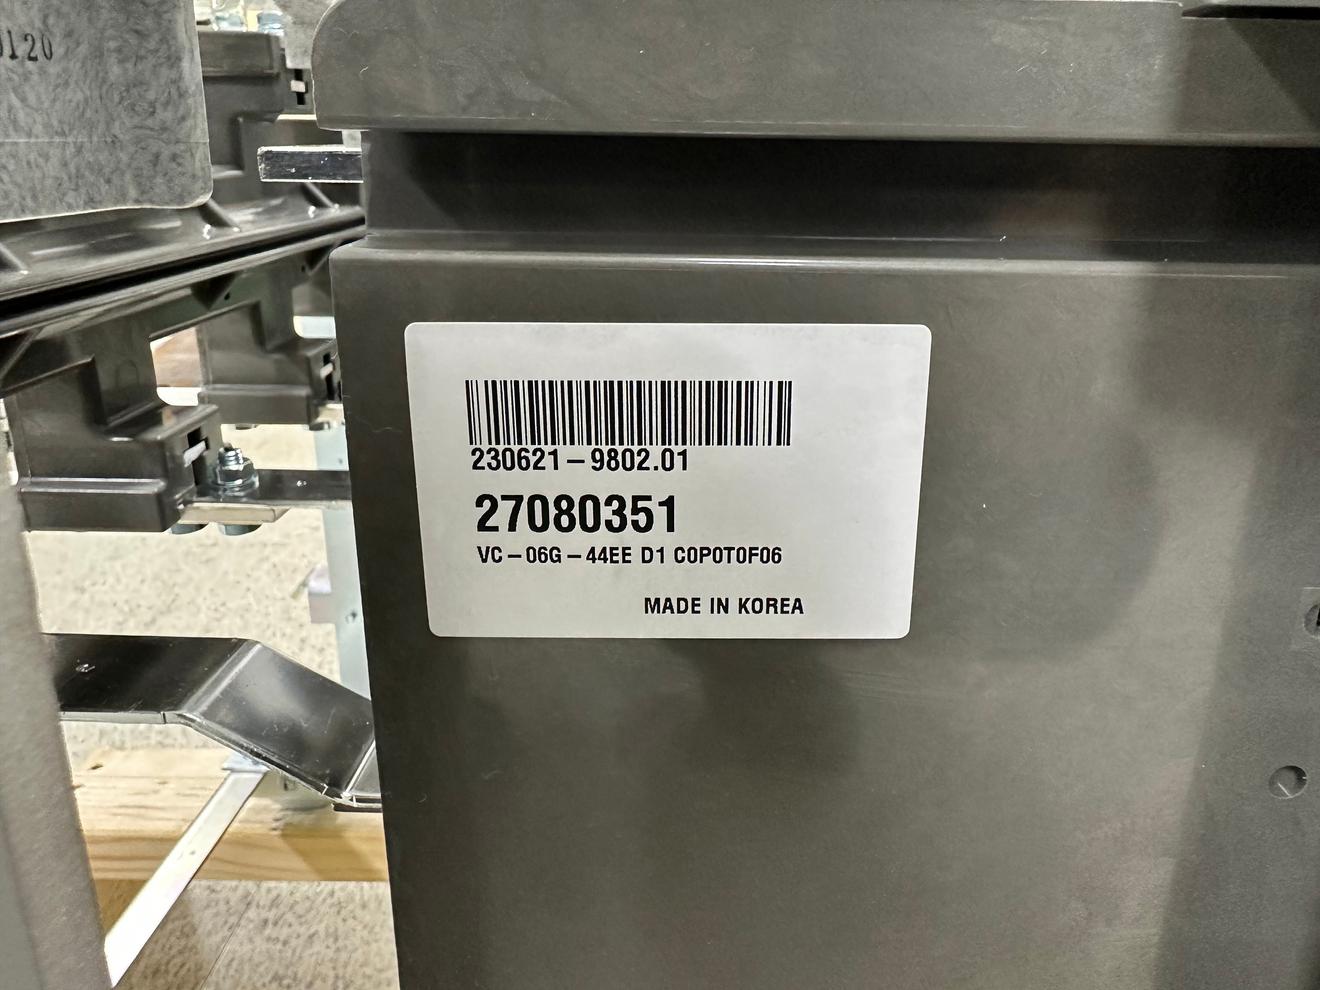 230621-9802.01
27080351
VC-06G-44EE D1 C0P0T0F06
MADE IN KOREA